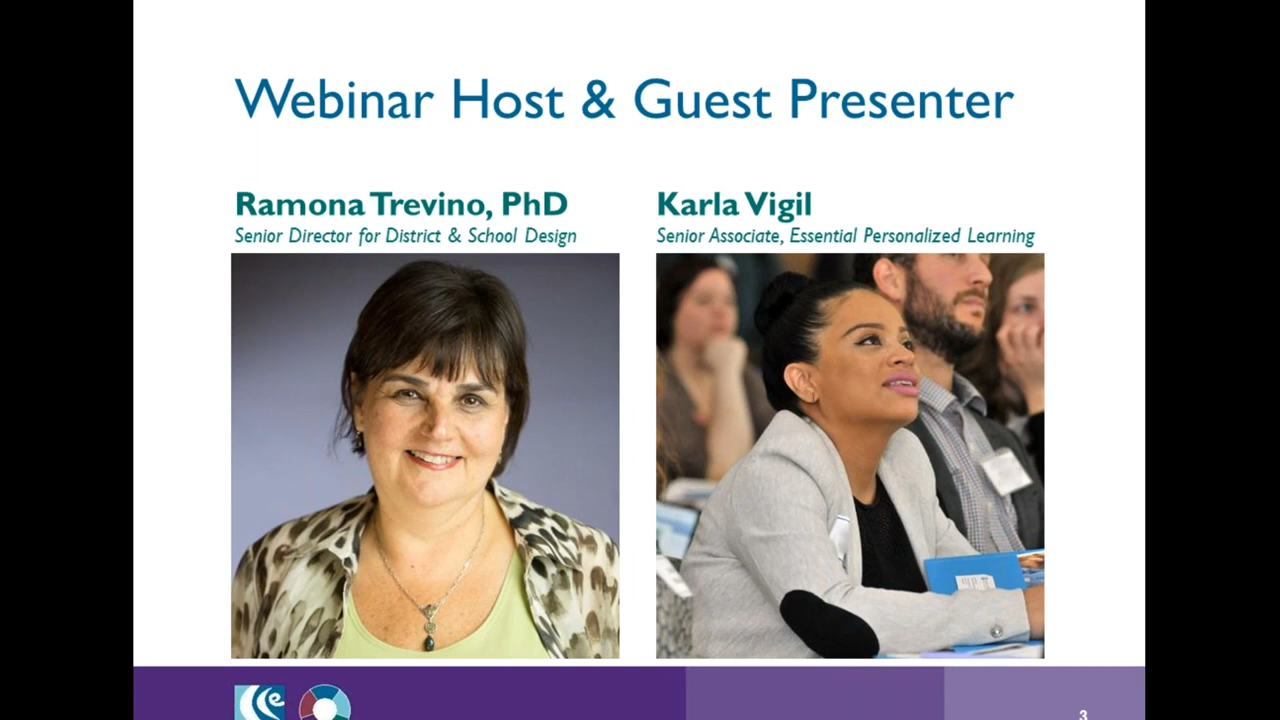 Webinar Host & Guest Presenter
Ramona Trevino, PhD
Senior Director for District & School Design
Karla Vigil
Senior Associate, Essential Personalized Learning
3